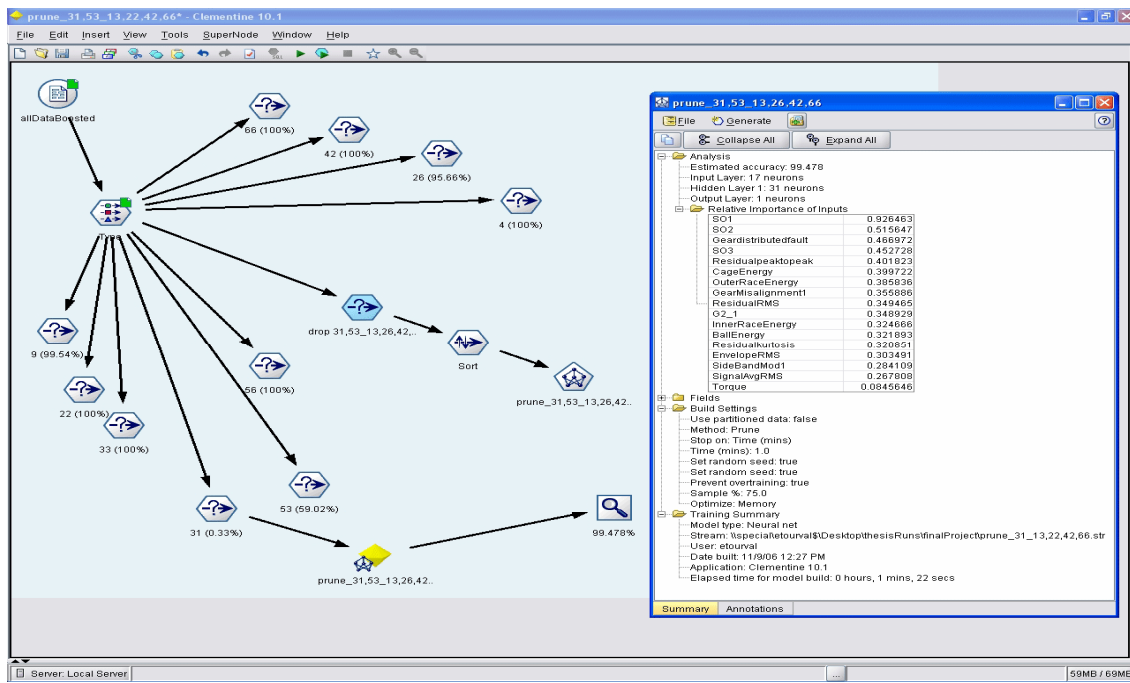 prune_31,53_13,22,42,66* - Clementine 10.1
File Edit Insert View Tools SuperNode Window Help
allDataBoosted
66 (100%)
42 (100%)
26 (95.66%)
4 (100%)
Type
drop 31,53_13,26,42,..
Sort
prune_31,53_13,26,42..
9 (99.54%)
22 (100%)
33 (100%)
56 (100%)
53 (59.02%)
31 (0.33%)
prune_31,53_13,26,42..
99.478%
prune_31,53_13,26,42,66
File Generate
Collapse All Expand All
Analysis
Estimated accuracy: 99.478
Input Layer: 17 neurons
Hidden Layer 1: 31 neurons
Output Layer: 1 neurons
Relative Importance of Inputs
SO1 0.926463
SO2 0.515647
Geardistributedfault 0.466972
SO3 0.452728
Residualpeaktopeak 0.401823
CageEnergy 0.399722
OuterRaceEnergy 0.385836
GearMisalignment1 0.355886
ResidualRMS 0.349465
G2_1 0.348929
InnerRaceEnergy 0.324666
BallEnergy 0.321893
Residualkurtosis 0.320851
EnvelopeRMS 0.303491
SideBandMod1 0.284109
SignalAvgRMS 0.267808
Torque 0.0845646
Fields
Build Settings
Use partitioned data: false
Method: Prune
Stop on: Time (mins)
Time (mins): 1.0
Set random seed: true
Set random seed: true
Prevent overtraining: true
Sample %: 75.0
Optimize: Memory
Training Summary
Model type: Neural net
Stream: \\special\etourval$\Desktop\thesisRuns\finalProject\prune_31_13,22,42,66.str
User: etourval
Date built: 11/9/06 12:27 PM
Application: Clementine 10.1
Elapsed time for model build: 0 hours, 1 mins, 22 secs
Summary Annotations
Server: Local Server
...
59MB / 69ME